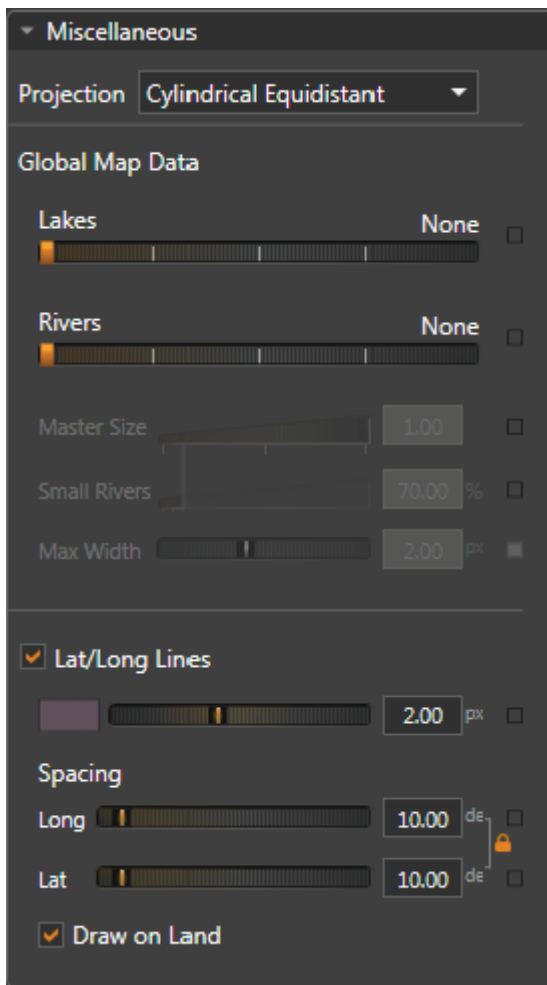 Miscellaneous
Projection Cylindrical Equidistant
Global Map Data
Lakes None
Rivers None
Master Size 1.00
Small Rivers 70.00 %
Max Width 2.00 px
Lat/Long Lines
2.00 px
Spacing
Long 10.00 de
Lat 10.00 de
Draw on Land